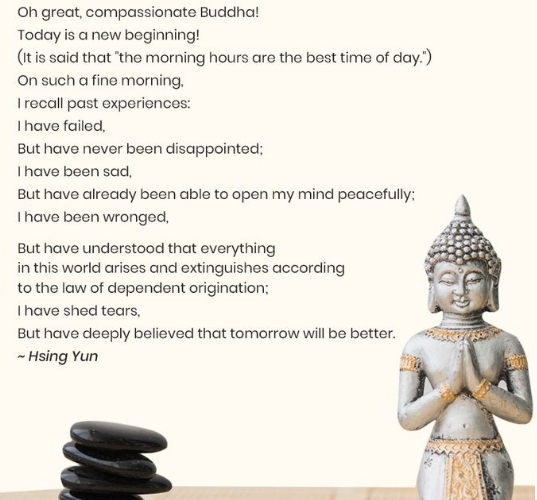 Oh great, compassionate Buddha!
Today is a new beginning!
(It is said that "the morning hours are the best time of day.")
On such a fine morning,
I recall past experiences:
I have failed,
But have never been disappointed;
I have been sad,
But have already been able to open my mind peacefully;
I have been wronged,
But have understood that everything
in this world arises and extinguishes according
to the law of dependent origination;
I have shed tears,
But have deeply believed that tomorrow will be better.
~ Hsing Yun